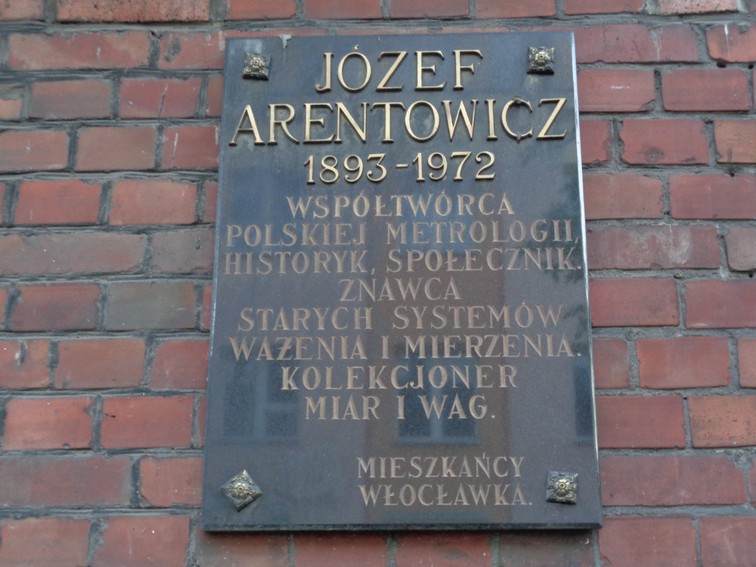 JÓZEF
ARENTOWICZ
1893-1972
WSPÓŁTWÓRCA
POLSKIEJ METROLOGII,
HISTORYK, SPOŁECZNIK.
ZNAWCA
STARYCH SYSTEMÓW
WAŻENIA I MIERZENIA.
KOLEKCJONER
MIAR I WAG.
MIESZKAŃCY
WŁOCŁAWKA.